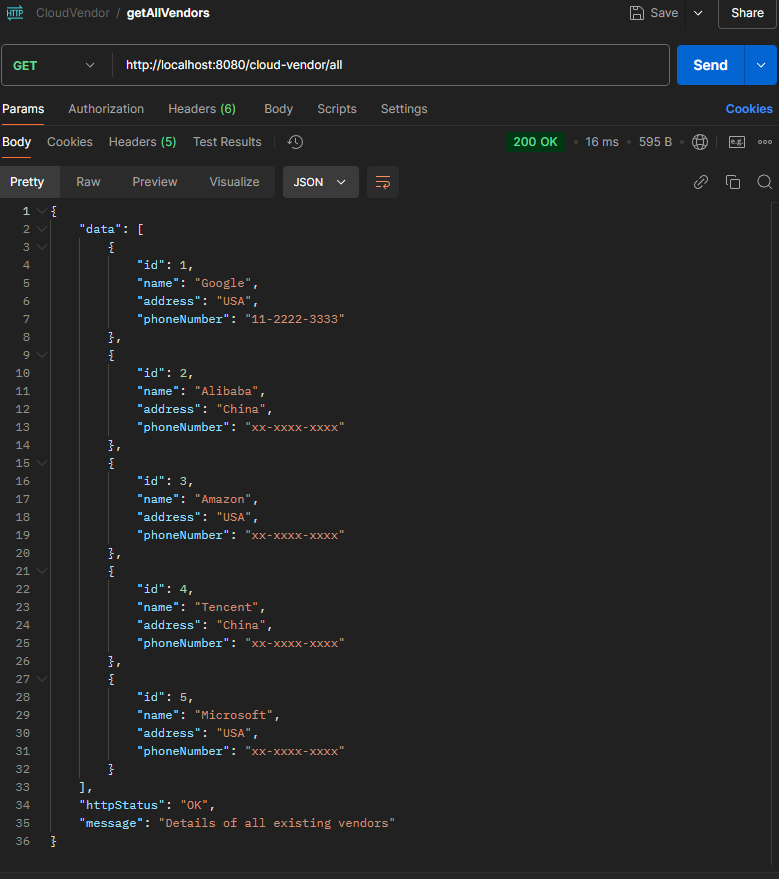 HTTP CloudVendor / getAllVendors Save Share
GET http://localhost:8080/cloud-vendor/all Send
Params Authorization Headers (6) Body Scripts Settings Cookies
Body Cookies Headers (5) Test Results 200 OK • 16 ms • 595 B • e.g.
Pretty Raw Preview Visualize JSON
1 {
2 "data": [
3 {
4 "id": 1,
5 "name": "Google",
6 "address": "USA",
7 "phoneNumber": "11-2222-3333"
8 },
9 {
10 "id": 2,
11 "name": "Alibaba",
12 "address": "China",
13 "phoneNumber": "xx-xxxx-xxxx"
14 },
15 {
16 "id": 3,
17 "name": "Amazon",
18 "address": "USA",
19 "phoneNumber": "xx-xxxx-xxxx"
20 },
21 {
22 "id": 4,
23 "name": "Tencent",
24 "address": "China",
25 "phoneNumber": "xx-xxxx-xxxx"
26 },
27 {
28 "id": 5,
29 "name": "Microsoft",
30 "address": "USA",
31 "phoneNumber": "xx-xxxx-xxxx"
32 }
33 ],
34 "httpStatus": "OK",
35 "message": "Details of all existing vendors"
36 }